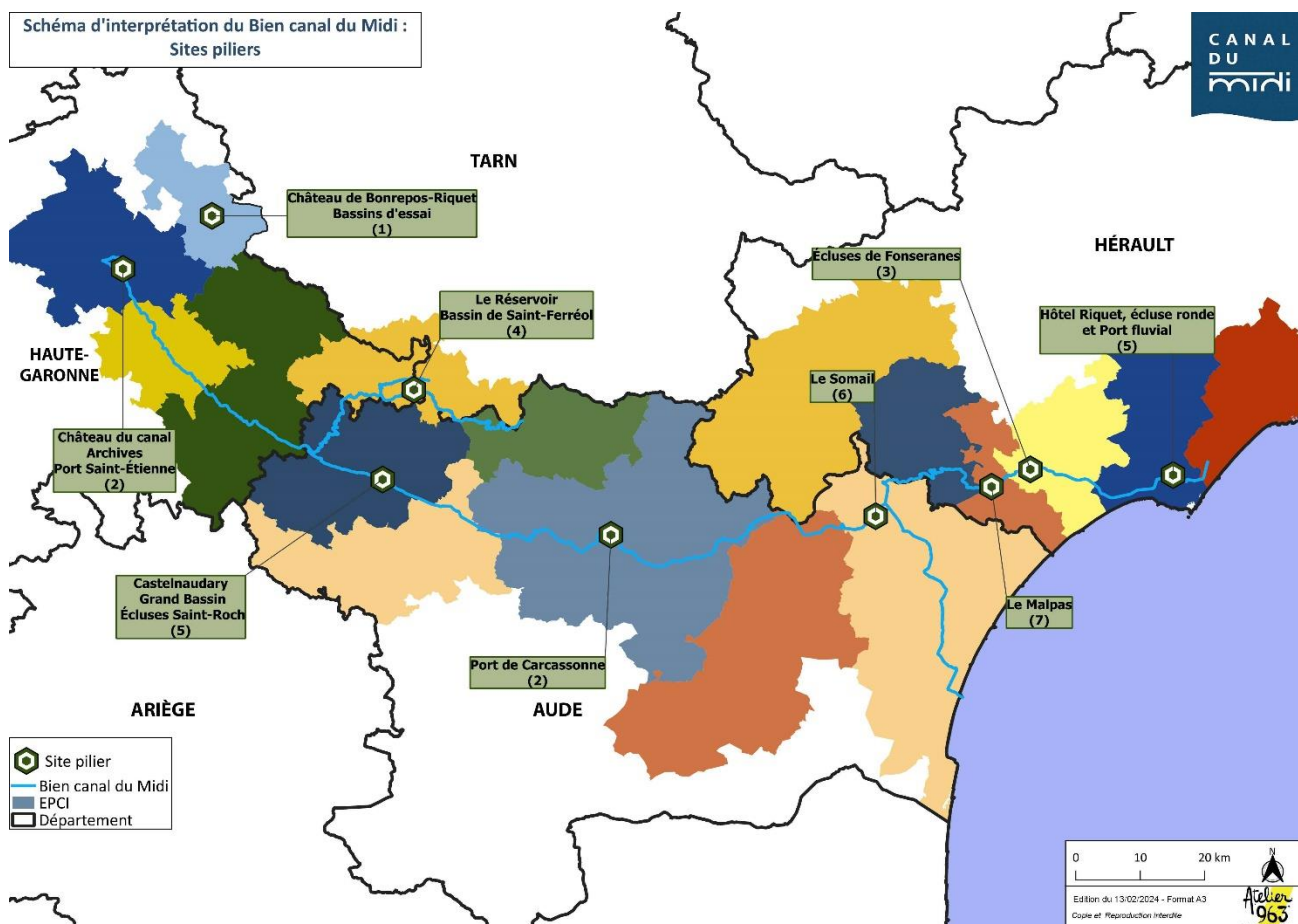 Schéma d'interprétation du Bien canal du Midi :
Sites piliers
CANAL
DU
midi
TARN
Château de Bonrepos-Riquet
Bassins d'essai
(1)
HÉRAULT
Écluses de Fonseranes
(3)
Le Réservoir
Bassin de Saint-Ferréol
(4)
Hôtel Riquet, écluse ronde
et Port fluvial
(5)
HAUTE-
GARONNE
Le Somail
(6)
Château du canal
Archives
Port Saint-Étienne
(2)
Castelnaudary
Grand Bassin
Écluses Saint-Roch
(5)
Le Malpas
(7)
Port de Carcassonne
(2)
ARIÈGE
AUDE
Site pilier
Bien canal du Midi
EPCI
Département
0 10 20 km
N
Edition du 13/02/2024 - Format A3
Copie et Reproduction Interdite
Atelier
963